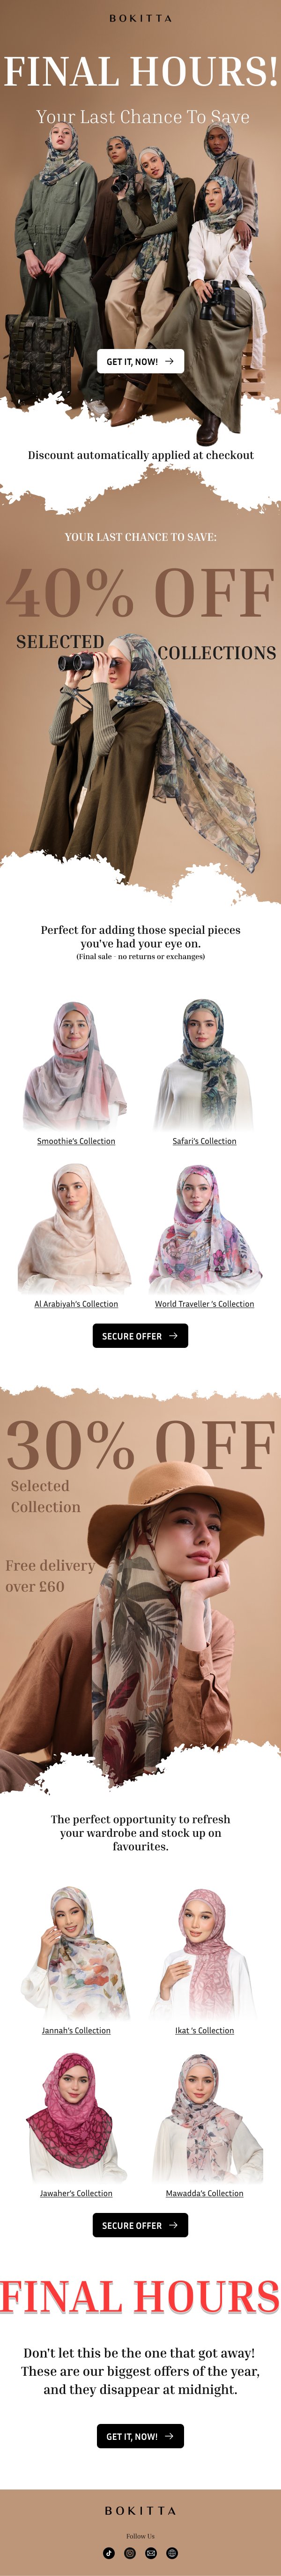 BOKITTA
FINAL HOURS!
Your Last Chance To Save
GET IT, NOW!
Discount automatically applied at checkout
YOUR LAST CHANCE TO SAVE:
40% OFF
SELECTED
COLLECTIONS
Perfect for adding those special pieces
you've had your eye on.
(Final sale - no returns or exchanges)
Smoothie's Collection
Safari's Collection
Al Arabiyah's Collection
World Traveller 's Collection
SECURE OFFER
30% OFF
Selected
Collection
Free delivery
over £60
The perfect opportunity to refresh
your wardrobe and stock up on
favourites.
Jannah's Collection
Ikat 's Collection
Jawaher's Collection
Mawadda's Collection
SECURE OFFER
FINAL HOURS
Don't let this be the one that got away!
These are our biggest offers of the year,
and they disappear at midnight.
GET IT, NOW!
BOKITTA
Follow Us